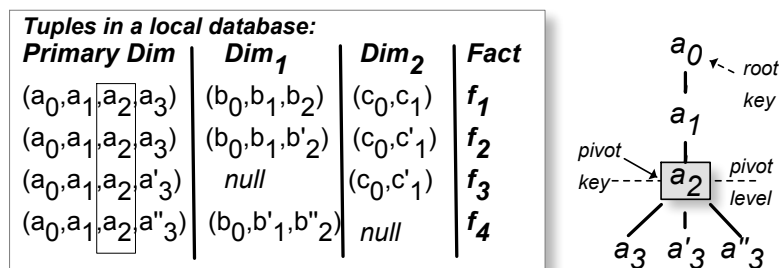 Tuples in a local database:
Primary Dim Dim1 Dim2 Fact
(a0,a1,a2,a3) (b0,b1,b2) (c0,c1) f1
(a0,a1,a2,a3) (b0,b1,b'2) (c0,c'1) f2
(a0,a1,a2,a'3) null (c0,c'1) f3
(a0,a1,a2,a"3) (b0,b'1,b"2) null f4
a0
root
key
a1
pivot
key
a2
pivot
level
a3 a'3 a"3